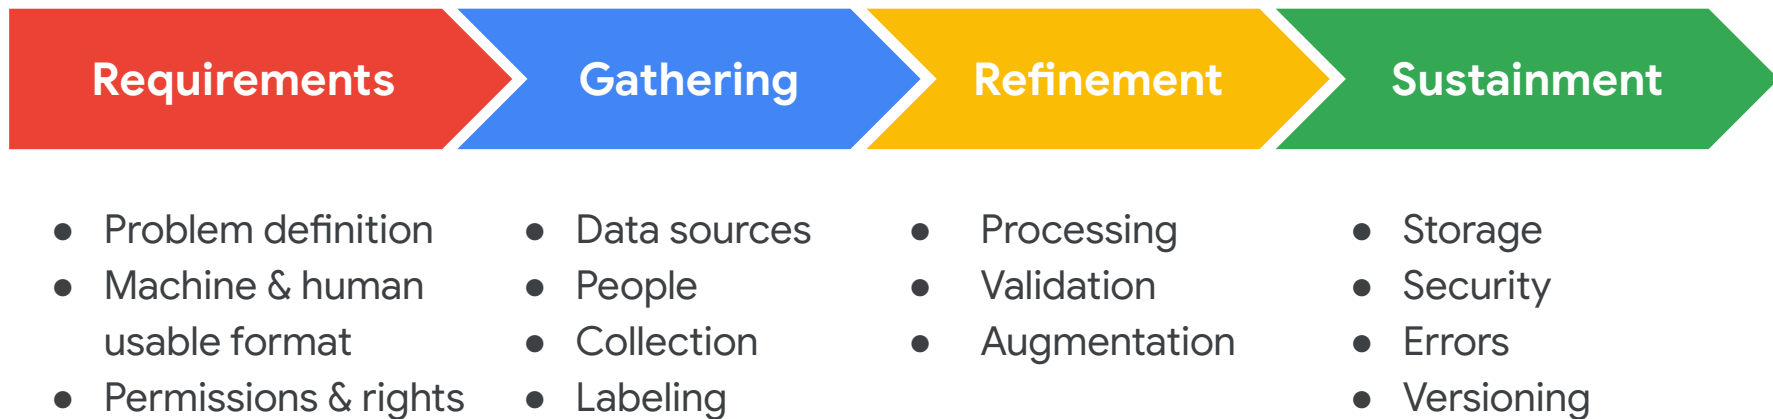 Requirements
Gathering
Refinement
Sustainment
● Problem definition
● Machine & human
usable format
● Permissions & rights
● Data sources
● People
● Collection
● Labeling
● Processing
● Validation
● Augmentation
● Storage
● Security
● Errors
● Versioning